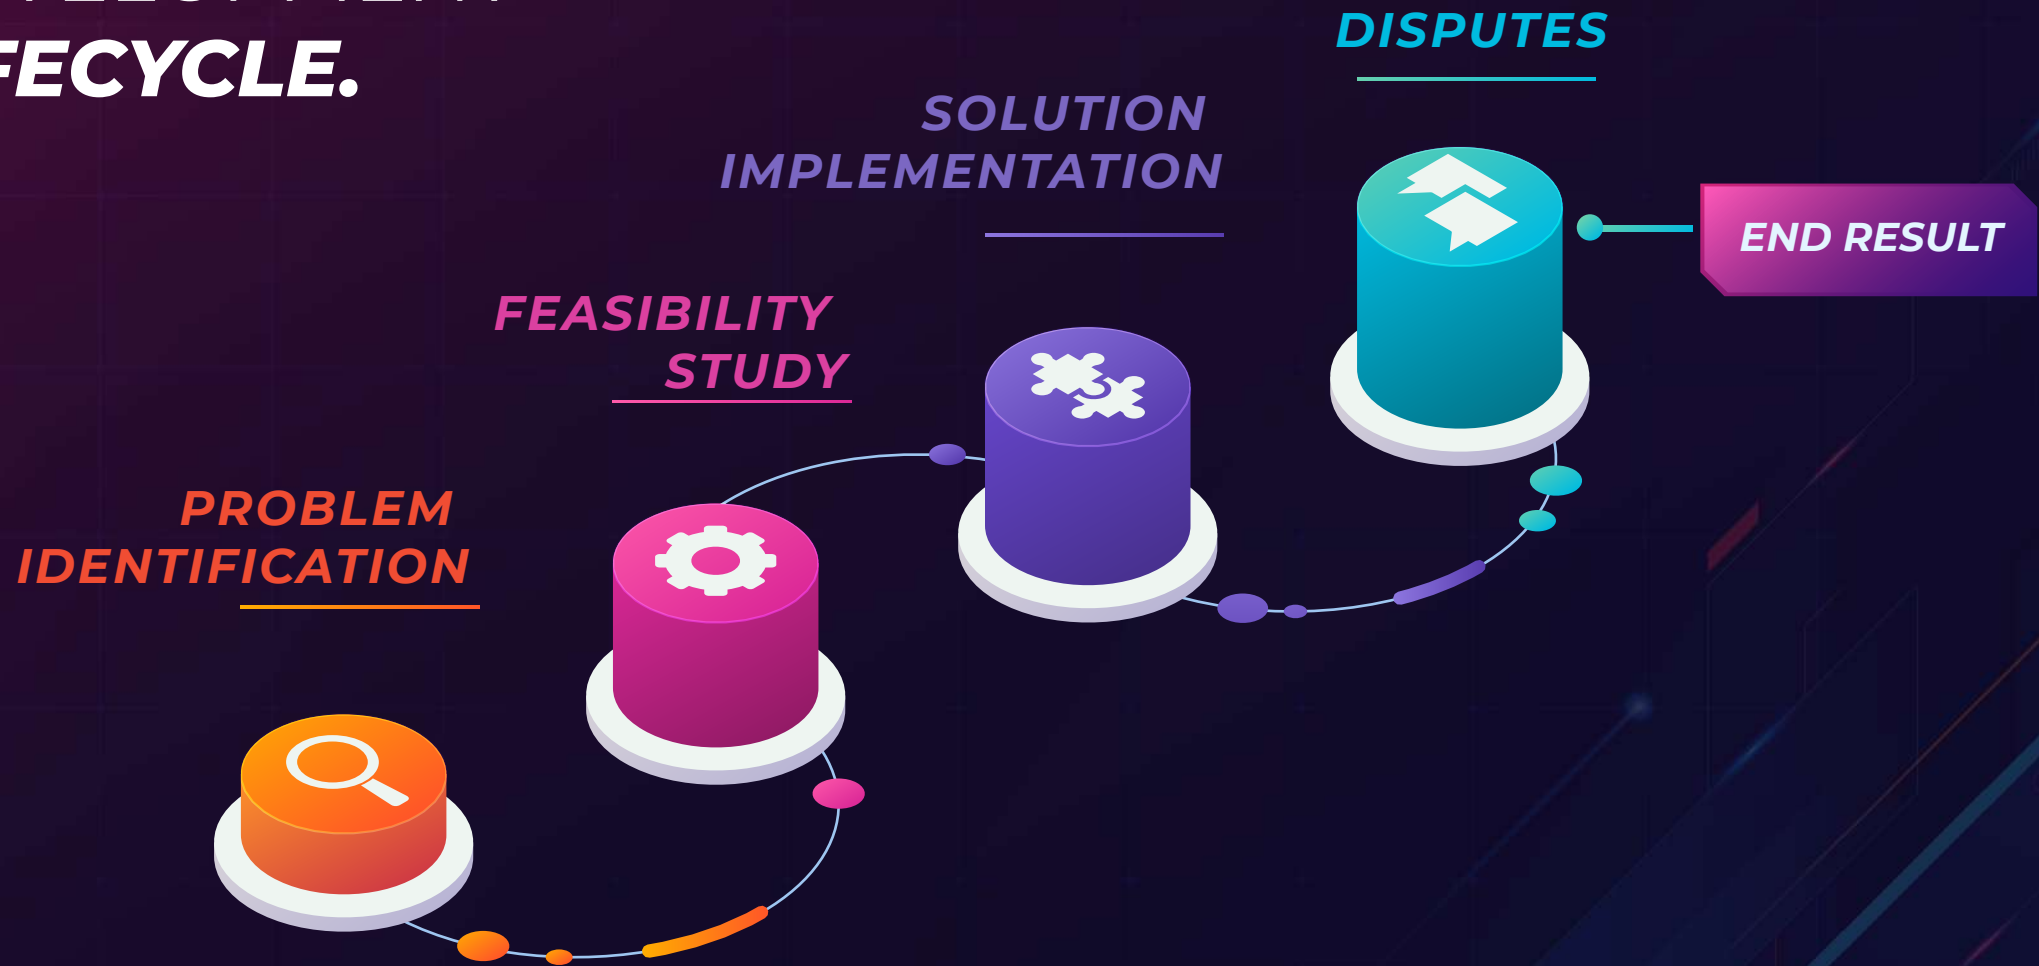 FECYCLE.
DISPUTES
SOLUTION
IMPLEMENTATION
END RESULT
FEASIBILITY
STUDY
PROBLEM
IDENTIFICATION